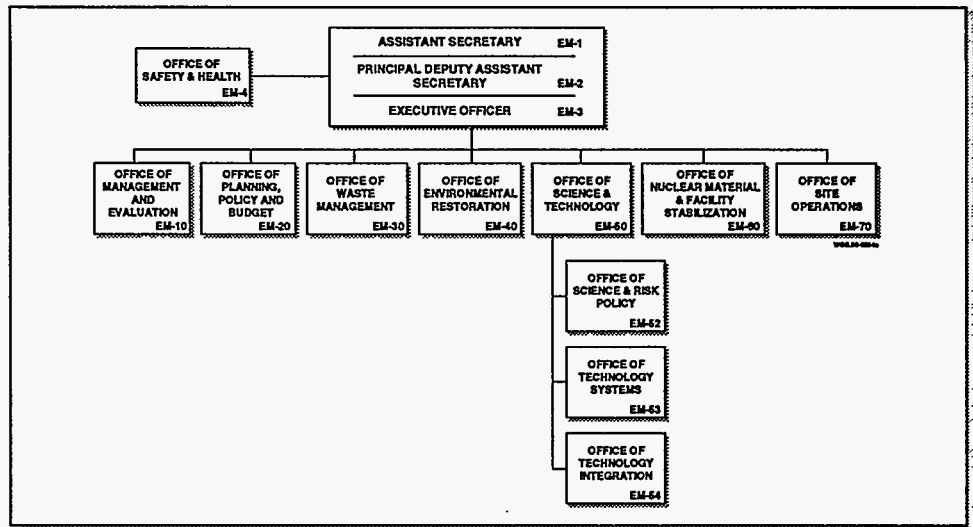 ASSISTANT SECRETARY EM-1
PRINCIPAL DEPUTY ASSISTANT
SECRETARY EM-2
EXECUTIVE OFFICER EM-3
OFFICE OF
SAFETY & HEALTH
EM-4
OFFICE OF
MANAGEMENT
AND
EVALUATION
EM-10
OFFICE OF
PLANNING,
POLICY AND
BUDGET
EM-20
OFFICE OF
WASTE
MANAGEMENT
EM-30
OFFICE OF
ENVIRONMENTAL
RESTORATION
EM-40
OFFICE OF
SCIENCE &
TECHNOLOGY
EM-50
OFFICE OF
NUCLEAR MATERIAL
& FACILITY
STABILIZATION
EM-60
OFFICE OF
SITE
OPERATIONS
EM-70
OFFICE OF
SCIENCE & RISK
POLICY
EM-52
OFFICE OF
TECHNOLOGY
SYSTEMS
EM-53
OFFICE OF
TECHNOLOGY
INTEGRATION
EM-54